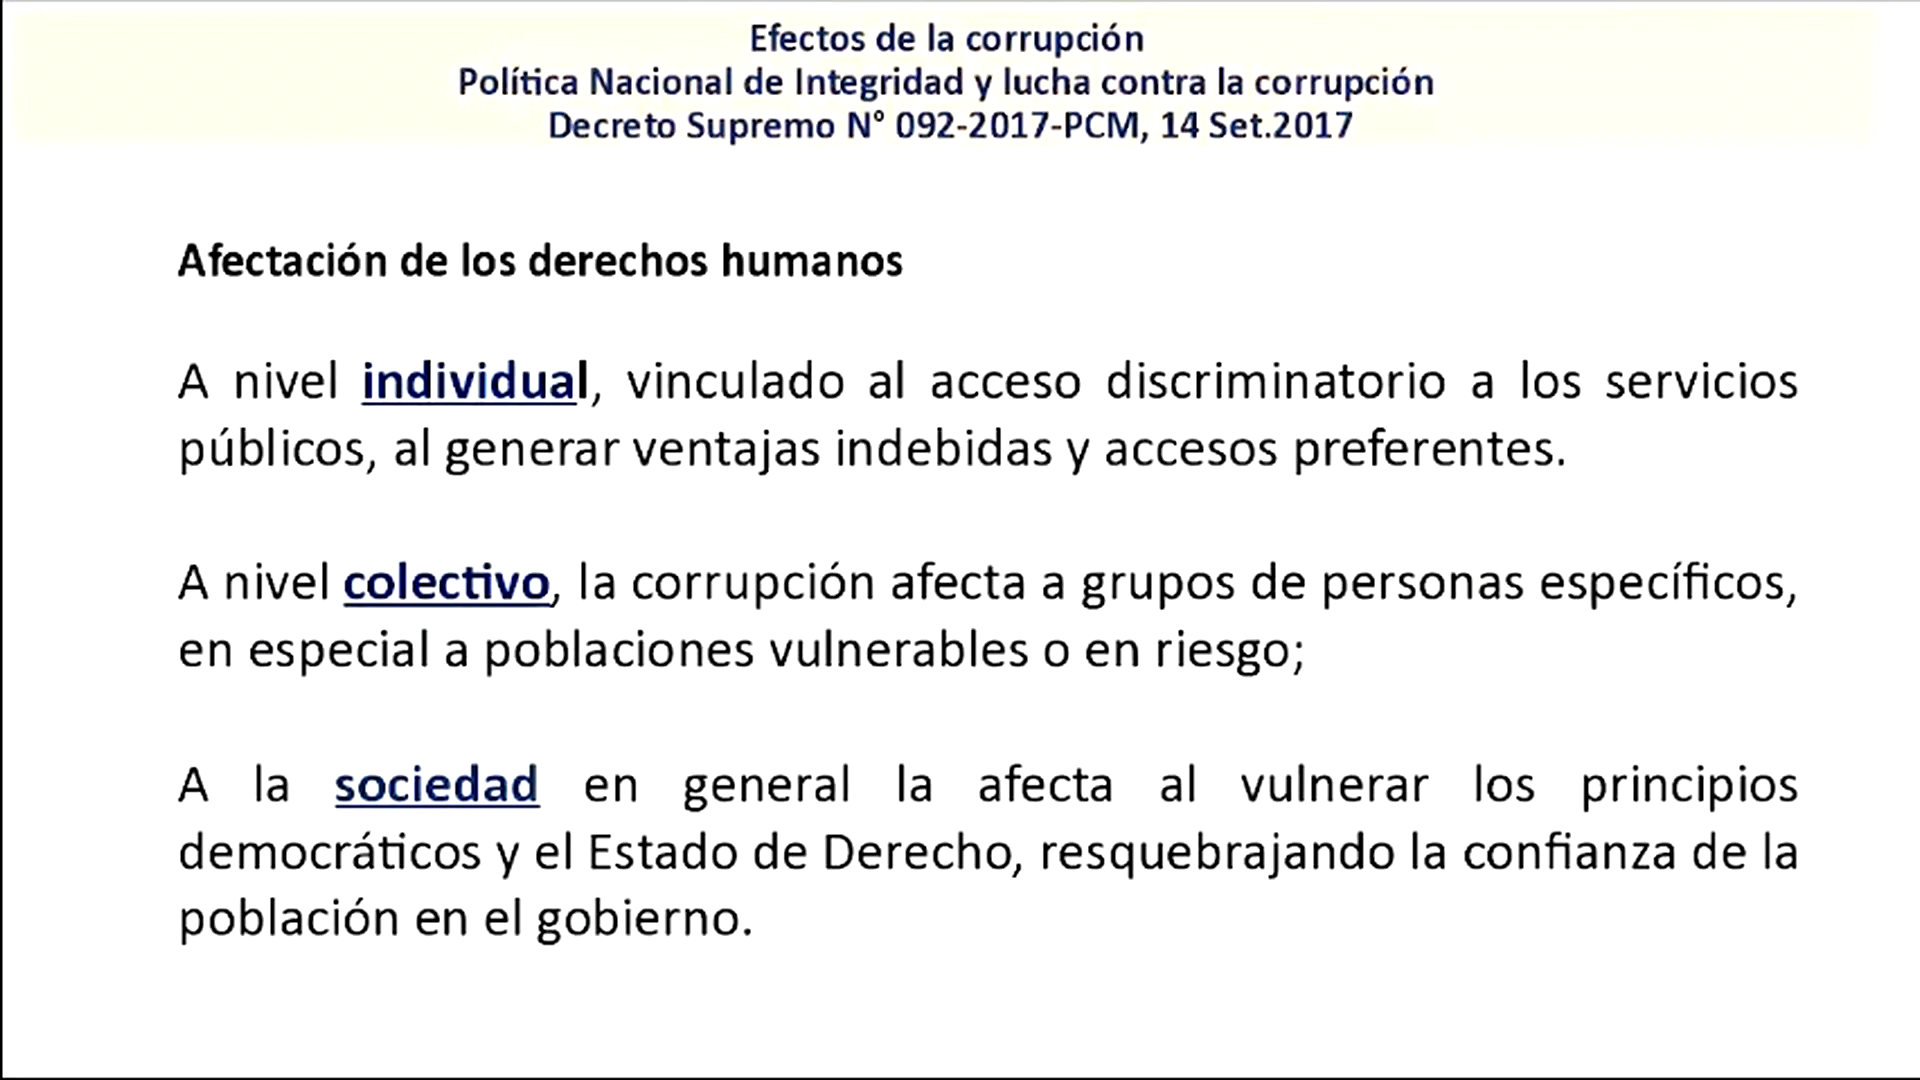 Efectos de la corrupción
Política Nacional de Integridad y lucha contra la corrupción
Decreto Supremo N° 092-2017-PCM, 14 Set.2017
Afectación de los derechos humanos
A nivel individual, vinculado al acceso discriminatorio a los servicios
públicos, al generar ventajas indebidas y accesos preferentes.
A nivel colectivo, la corrupción afecta a grupos de personas específicos,
en especial a poblaciones vulnerables o en riesgo;
A la sociedad en general la afecta al vulnerar los principios
democráticos y el Estado de Derecho, resquebrajando la confianza de la
población en el gobierno.